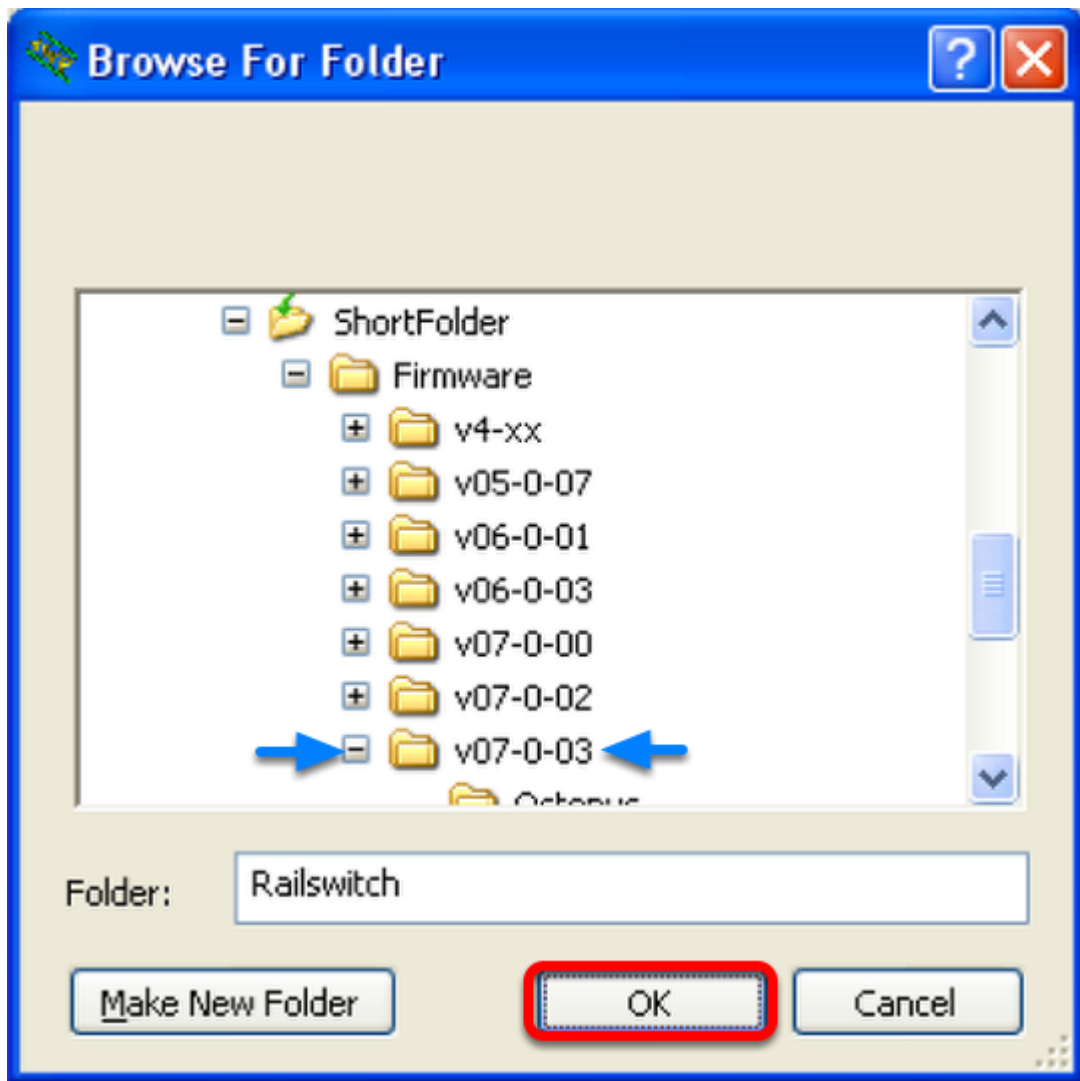 Browse For Folder
ShortFolder
Firmware
v4-xx
v05-0-07
v06-0-01
v06-0-03
v07-0-00
v07-0-02
v07-0-03
Octopus
Folder: Railswitch
Make New Folder OK Cancel